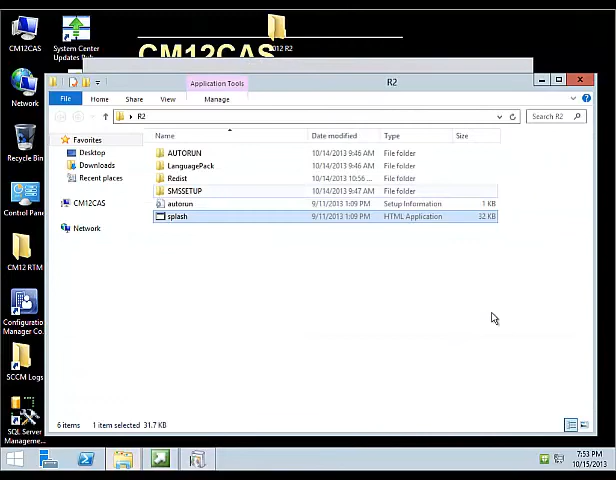 CM12CAS
System Center
Updates Pub...
CM12CAS
2012 R2
Network
Recycle Bin
Control Pane
CM12 RTM
Configuration
Manager Co...
SCCM Logs
SQL Server
Manageme...
Application Tools
R2
File
Home
Share
View
Manage
R2
Search R2
Favorites
Desktop
Downloads
Recent places
CM12CAS
Network
Name Date modified Type Size
AUTORUN 10/14/2013 9:46 AM File folder
LanguagePack 10/14/2013 9:46 AM File folder
Redist 10/14/2013 10:56 ... File folder
SMSSETUP 10/14/2013 9:47 AM File folder
autorun 9/11/2013 1:09 PM Setup Information 1 KB
splash 9/11/2013 1:09 PM HTML Application 32 KB
6 items 1 item selected 31.7 KB
7:53 PM
10/15/2013